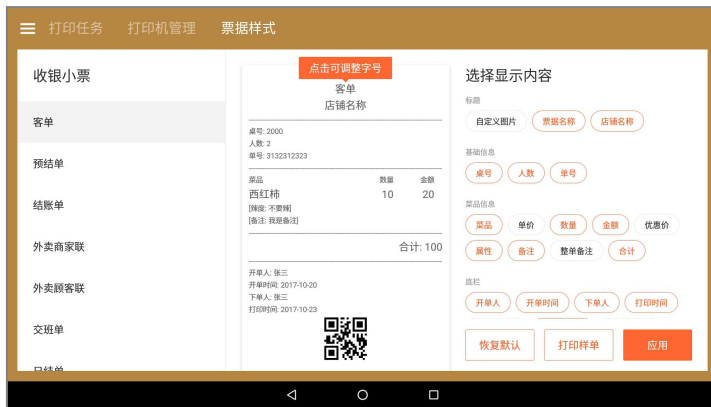 打印任务 打印机管理 票据样式
收银小票
客单
预结单
结账单
外卖商家联
外卖顾客联
交班单
日结单
点击可调整字号
客单
店铺名称
桌号: 2000
人数: 2
单号: 3132312323
菜品 数量 金额
西红柿 10 20
[辣度: 不要辣]
[备注: 我是备注]
合计: 100
开单人: 张三
开单时间: 2017-10-20
下单人: 张三
打印时间: 2017-10-23
选择显示内容
标题
自定义图片 票据名称 店铺名称
基础信息
桌号 人数 单号
菜品信息
菜品 单价 数量 金额 优惠价
属性 备注 整单备注 合计
底栏
开单人 开单时间 下单人 打印时间
恢复默认 打印样单 应用